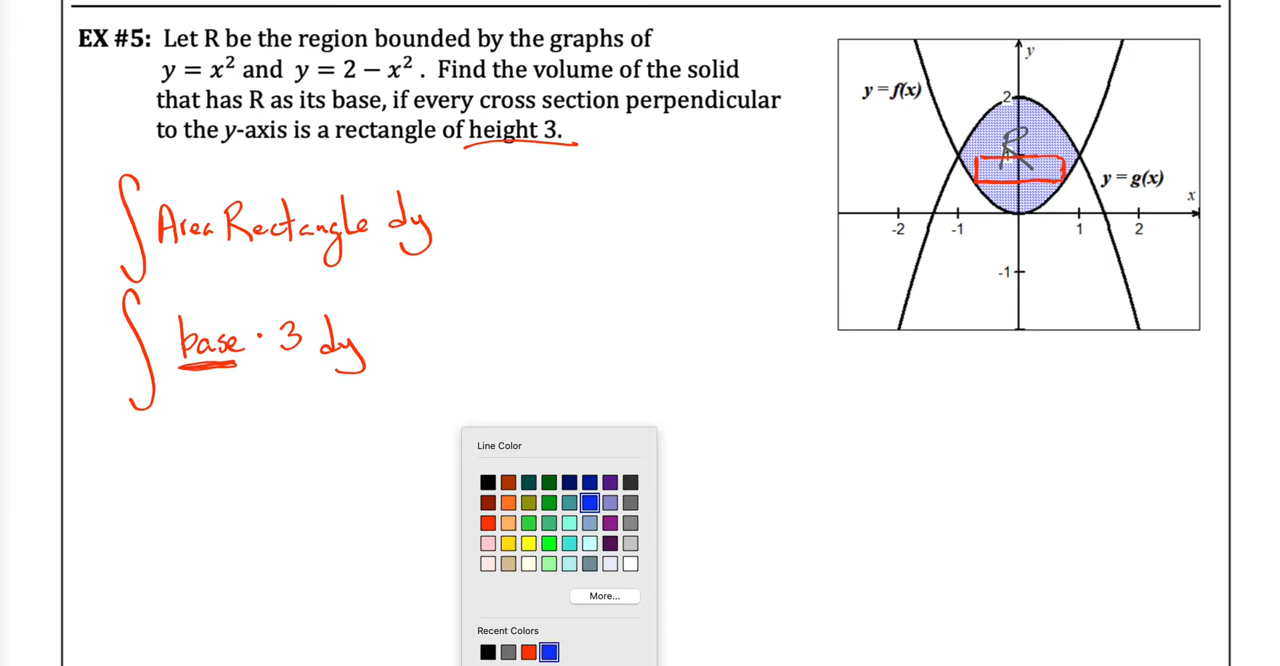 EX #5: Let R be the region bounded by the graphs of
y = x² and y = 2 − x² . Find the volume of the solid
that has R as its base, if every cross section perpendicular
to the y-axis is a rectangle of height 3.
∫ Area Rectangle dy
∫ base · 3 dy
y
y = f(x)
2
R
y = g(x)
x
-2 -1 1 2
-1
Line Color
More...
Recent Colors